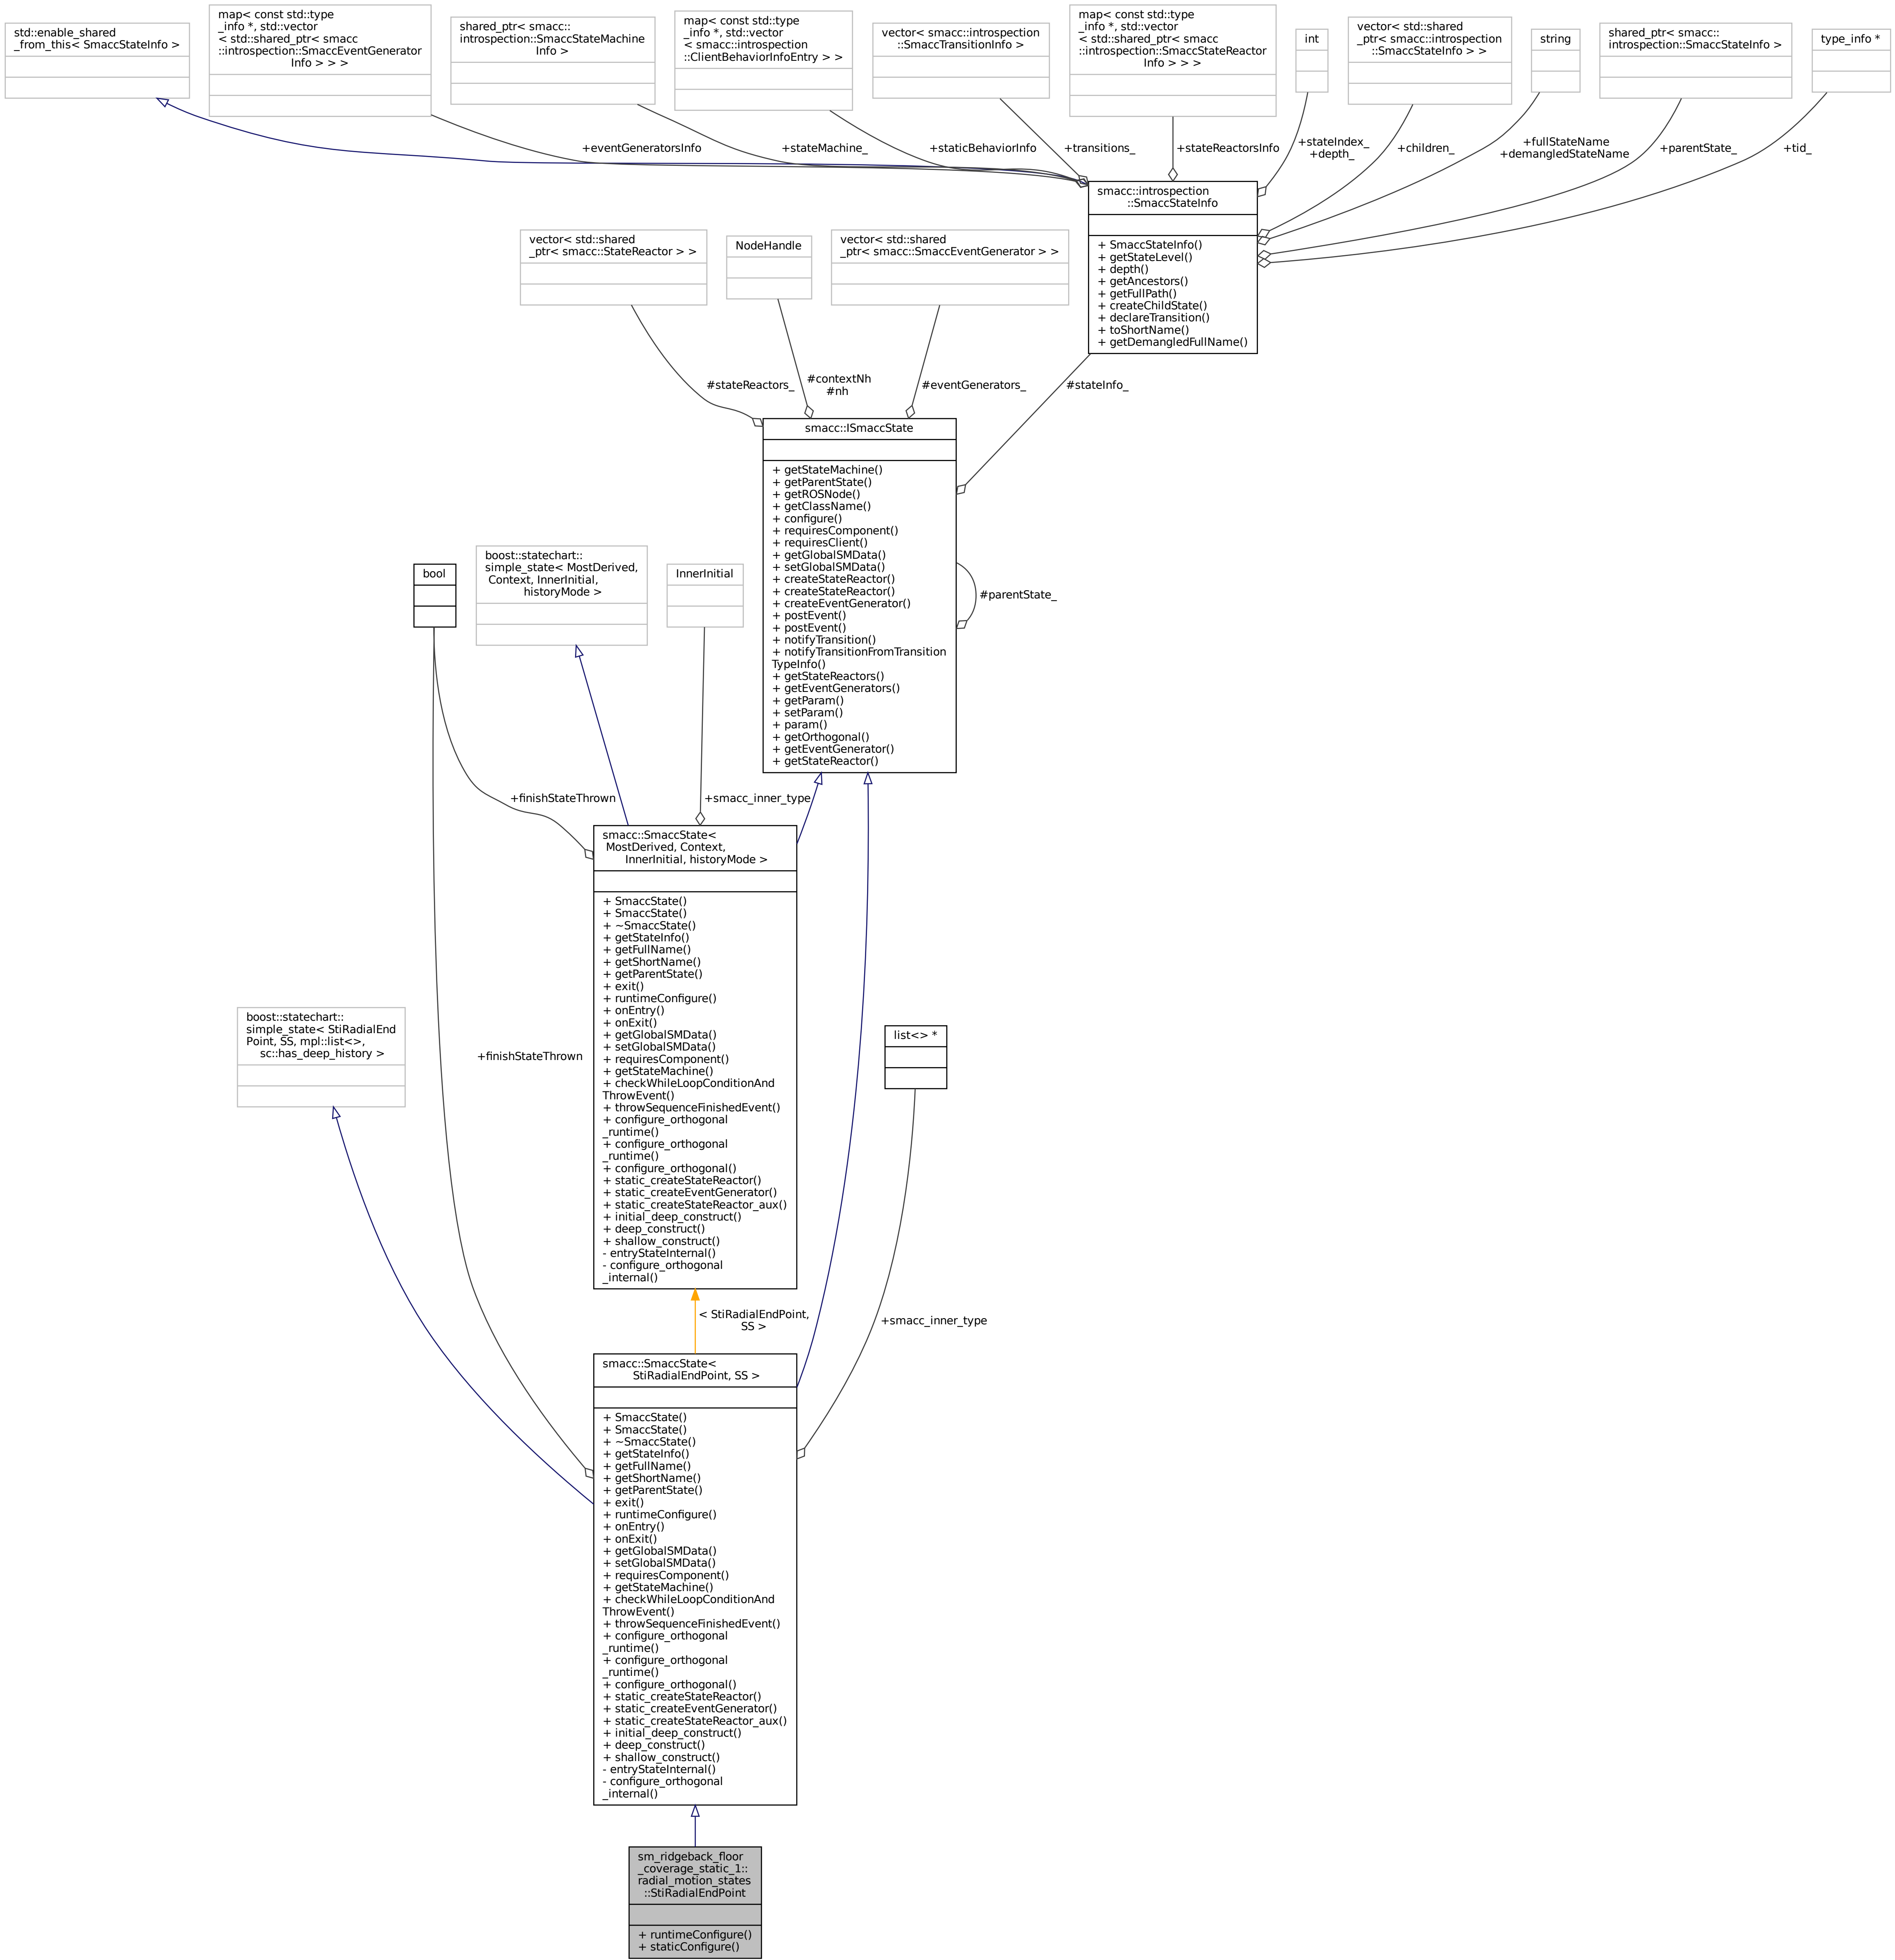 std::enable_shared
_from_this< SmaccStateInfo >
map< const std::type
_info *, std::vector
< std::shared_ptr< smacc
::introspection::SmaccEventGenerator
Info > > >
shared_ptr< smacc::
introspection::SmaccStateMachine
Info >
map< const std::type
_info *, std::vector
< smacc::introspection
::ClientBehaviorInfoEntry > >
vector< smacc::introspection
::SmaccTransitionInfo >
map< const std::type
_info *, std::vector
< std::shared_ptr< smacc
::introspection::SmaccStateReactor
Info > > >
int
vector< std::shared
_ptr< smacc::introspection
::SmaccStateInfo > >
string
shared_ptr< smacc::
introspection::SmaccStateInfo >
type_info *
+eventGeneratorsInfo
+stateMachine_
+staticBehaviorInfo
+transitions_
+stateReactorsInfo
+stateIndex_
+depth_
+children_
+fullStateName
+demangledStateName
+parentState_
+tid_
smacc::introspection
::SmaccStateInfo
+ SmaccStateInfo()
+ getStateLevel()
+ depth()
+ getAncestors()
+ getFullPath()
+ createChildState()
+ declareTransition()
+ toShortName()
+ getDemangledFullName()
vector< std::shared
_ptr< smacc::StateReactor > >
NodeHandle
vector< std::shared
_ptr< smacc::SmaccEventGenerator > >
#stateReactors_
#contextNh
#nh
#eventGenerators_
#stateInfo_
smacc::ISmaccState
+ getStateMachine()
+ getParentState()
+ getROSNode()
+ getClassName()
+ configure()
+ requiresComponent()
+ requiresClient()
+ getGlobalSMData()
+ setGlobalSMData()
+ createStateReactor()
+ createStateReactor()
+ createEventGenerator()
+ postEvent()
+ postEvent()
+ notifyTransition()
+ notifyTransitionFromTransition
TypeInfo()
+ getStateReactors()
+ getEventGenerators()
+ getParam()
+ setParam()
+ param()
+ getOrthogonal()
+ getEventGenerator()
+ getStateReactor()
#parentState_
bool
boost::statechart::
simple_state< MostDerived,
Context, InnerInitial,
historyMode >
InnerInitial
+finishStateThrown
+smacc_inner_type
smacc::SmaccState<
MostDerived, Context,
InnerInitial, historyMode >
+ SmaccState()
+ SmaccState()
+ ~SmaccState()
+ getStateInfo()
+ getFullName()
+ getShortName()
+ getParentState()
+ exit()
+ runtimeConfigure()
+ onEntry()
+ onExit()
+ getGlobalSMData()
+ setGlobalSMData()
+ requiresComponent()
+ getStateMachine()
+ checkWhileLoopConditionAnd
ThrowEvent()
+ throwSequenceFinishedEvent()
+ configure_orthogonal
_runtime()
+ configure_orthogonal
_runtime()
+ configure_orthogonal()
+ static_createStateReactor()
+ static_createEventGenerator()
+ static_createStateReactor_aux()
+ initial_deep_construct()
+ deep_construct()
+ shallow_construct()
- entryStateInternal()
- configure_orthogonal
_internal()
boost::statechart::
simple_state< StiRadialEnd
Point, SS, mpl::list<>,
sc::has_deep_history >
+finishStateThrown
list<> *
< StiRadialEndPoint,
SS >
+smacc_inner_type
smacc::SmaccState<
StiRadialEndPoint, SS >
+ SmaccState()
+ SmaccState()
+ ~SmaccState()
+ getStateInfo()
+ getFullName()
+ getShortName()
+ getParentState()
+ exit()
+ runtimeConfigure()
+ onEntry()
+ onExit()
+ getGlobalSMData()
+ setGlobalSMData()
+ requiresComponent()
+ getStateMachine()
+ checkWhileLoopConditionAnd
ThrowEvent()
+ throwSequenceFinishedEvent()
+ configure_orthogonal
_runtime()
+ configure_orthogonal
_runtime()
+ configure_orthogonal()
+ static_createStateReactor()
+ static_createEventGenerator()
+ static_createStateReactor_aux()
+ initial_deep_construct()
+ deep_construct()
+ shallow_construct()
- entryStateInternal()
- configure_orthogonal
_internal()
sm_ridgeback_floor
_coverage_static_1::
radial_motion_states
::StiRadialEndPoint
+ runtimeConfigure()
+ staticConfigure()